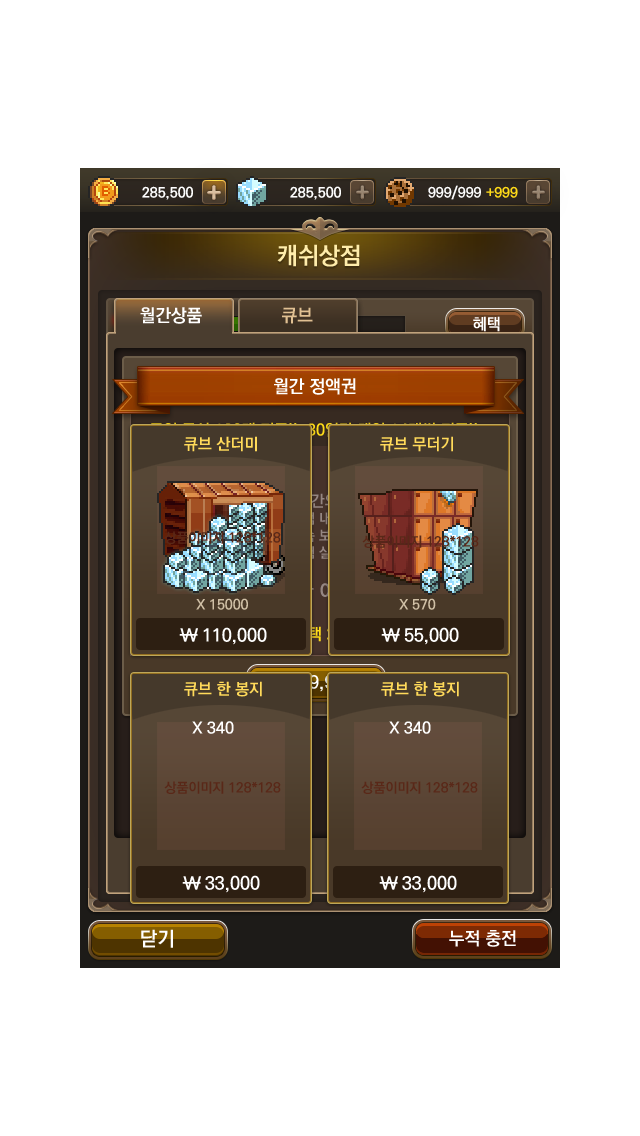 285,500
285,500
999/999 +999
캐쉬상점
월간상품
큐브
혜택
월간 정액권
큐브 산더미
큐브 무더기
상품이미지 128*128
상품이미지 128*128
X 15000
X 570
₩ 110,000
₩ 55,000
큐브 한 봉지
큐브 한 봉지
X 340
X 340
상품이미지 128*128
상품이미지 128*128
₩ 33,000
₩ 33,000
닫기
누적 충전